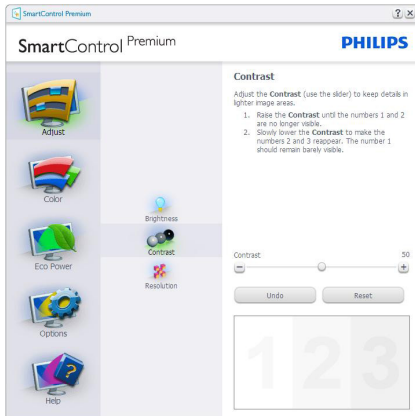 SmartControl Premium
SmartControl Premium
PHILIPS
Adjust
Color
Eco Power
Options
Help
Brightness
Contrast
Resolution
Contrast
Adjust the Contrast (use the slider) to keep details in
lighter image areas.
1. Raise the Contrast until the numbers 1 and 2
are no longer visible.
2. Slowly lower the Contrast to make the
numbers 2 and 3 reappear. The number 1
should remain barely visible.
Contrast 50
Undo Reset
1 2 3